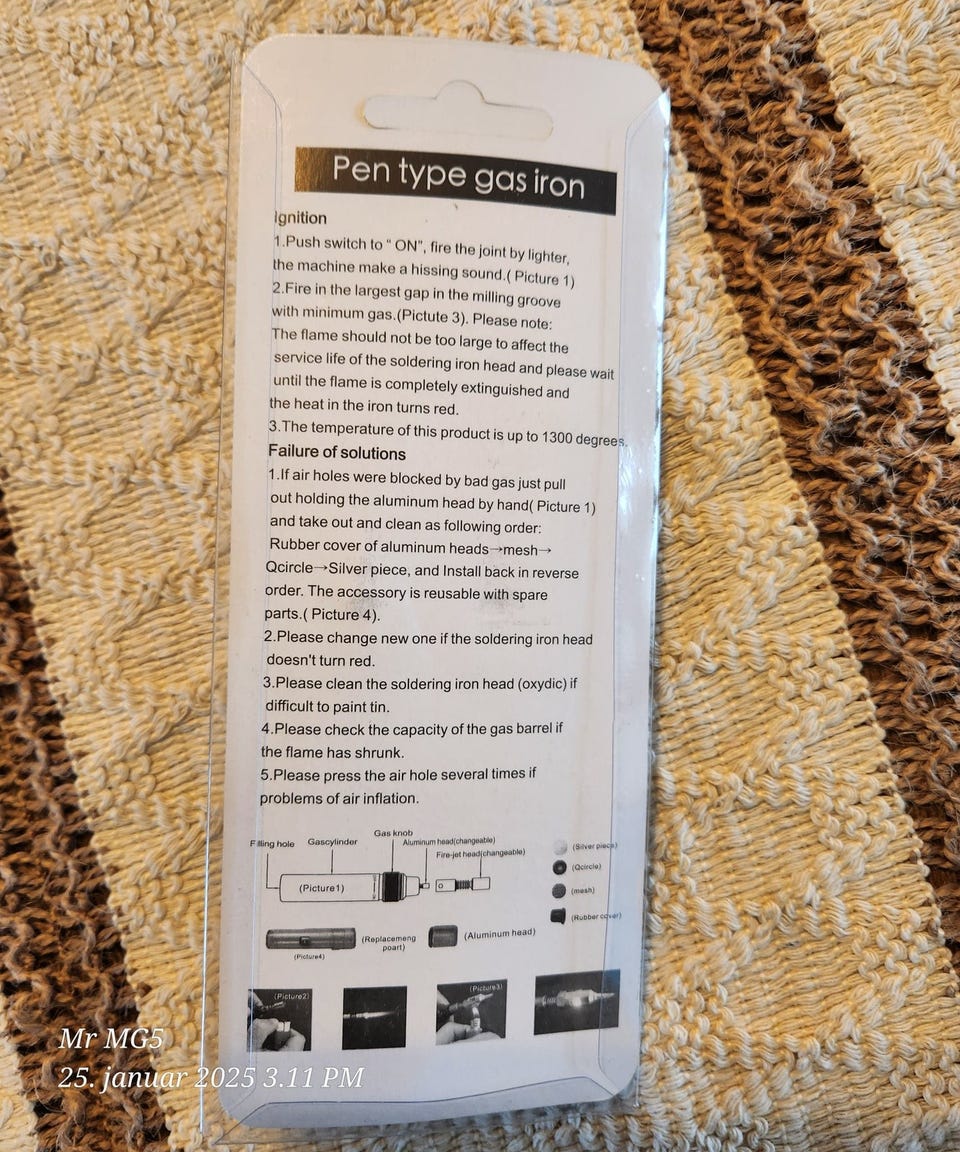 Pen type gas iron
Ignition
1.Push switch to “ ON”, fire the joint by lighter,
the machine make a hissing sound.( Picture 1)
2.Fire in the largest gap in the milling groove
with minimum gas.(Pictute 3). Please note:
The flame should not be too large to affect the
service life of the soldering iron head and please wait
until the flame is completely extinguished and
the heat in the iron turns red.
3.The temperature of this product is up to 1300 degrees.
Failure of solutions
1.If air holes were blocked by bad gas just pull
out holding the aluminum head by hand( Picture 1)
and take out and clean as following order:
Rubber cover of aluminum heads→mesh→
Qcircle→Silver piece, and Install back in reverse
order. The accessory is reusable with spare
parts.( Picture 4).
2.Please change new one if the soldering iron head
doesn't turn red.
3.Please clean the soldering iron head (oxydic) if
difficult to paint tin.
4.Please check the capacity of the gas barrel if
the flame has shrunk.
5.Please press the air hole several times if
problems of air inflation.
Gas knob
Filling hole Gascylinder Aluminum head(changeable)
Fire-jet head(changeable)
(Silver piece)
(Qcircle)
(Picture1)
(mesh)
(Rubber cover)
(Replacemeng
poart)
(Aluminum head)
(Picture4)
(Picture2)
(Picture3)
Mr MG5
25. januar 2025 3.11 PM